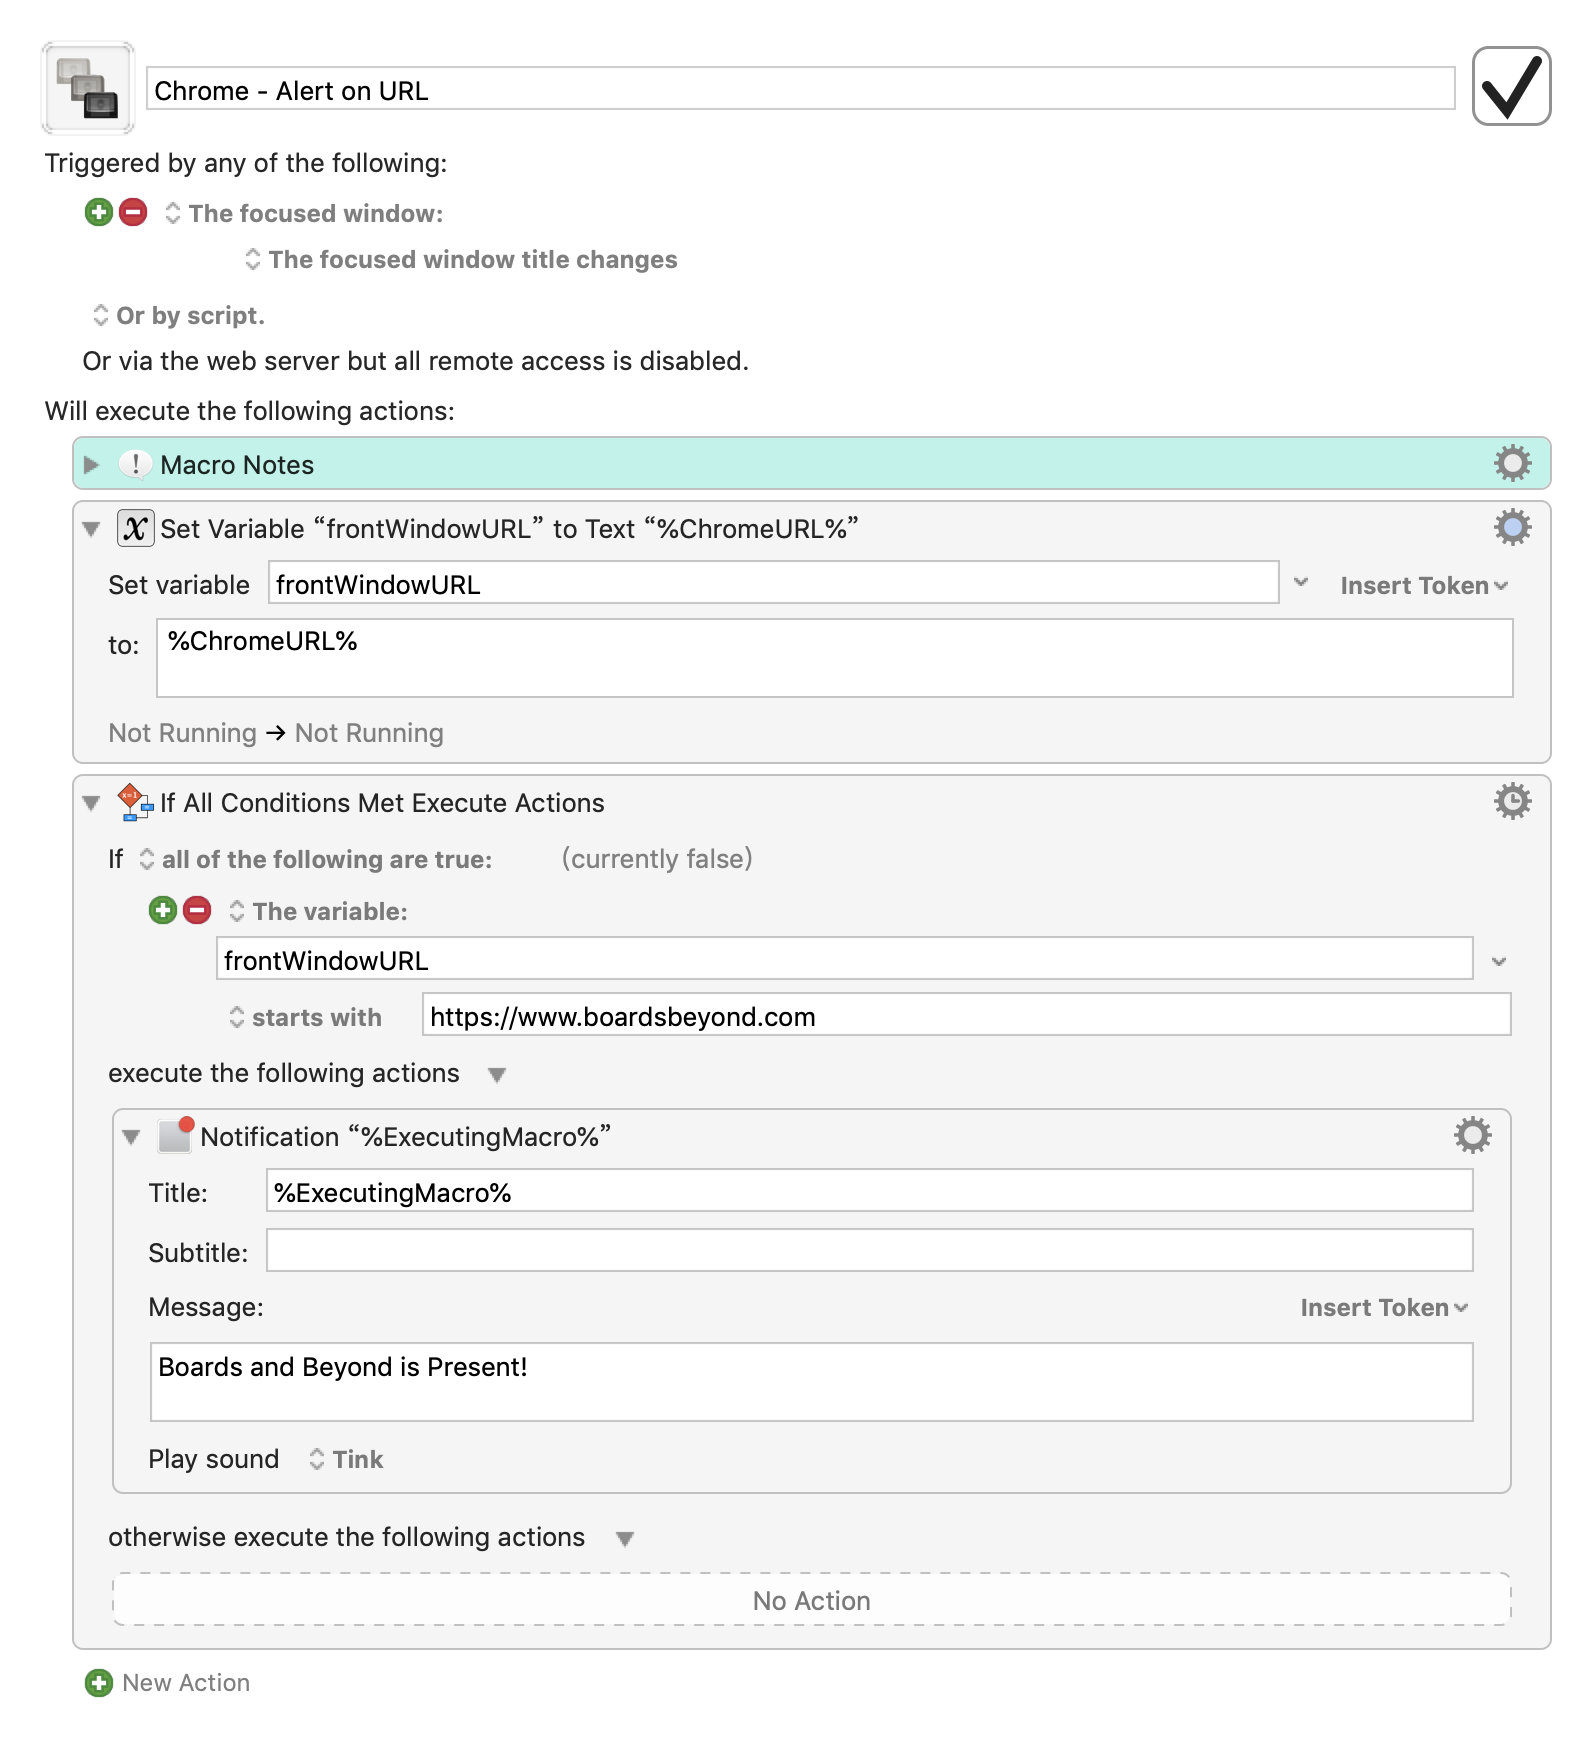 Chrome - Alert on URL
Triggered by any of the following:
The focused window:
The focused window title changes
Or by script.
Or via the web server but all remote access is disabled.
Will execute the following actions:
Macro Notes
Set Variable “frontWindowURL” to Text “%ChromeURL%”
Set variable frontWindowURL Insert Token
to: %ChromeURL%
Not Running → Not Running
If All Conditions Met Execute Actions
If all of the following are true: (currently false)
The variable:
frontWindowURL
starts with https://www.boardsbeyond.com
execute the following actions
Notification “%ExecutingMacro%”
Title: %ExecutingMacro%
Subtitle:
Message: Insert Token
Boards and Beyond is Present!
Play sound Tink
otherwise execute the following actions
No Action
New Action